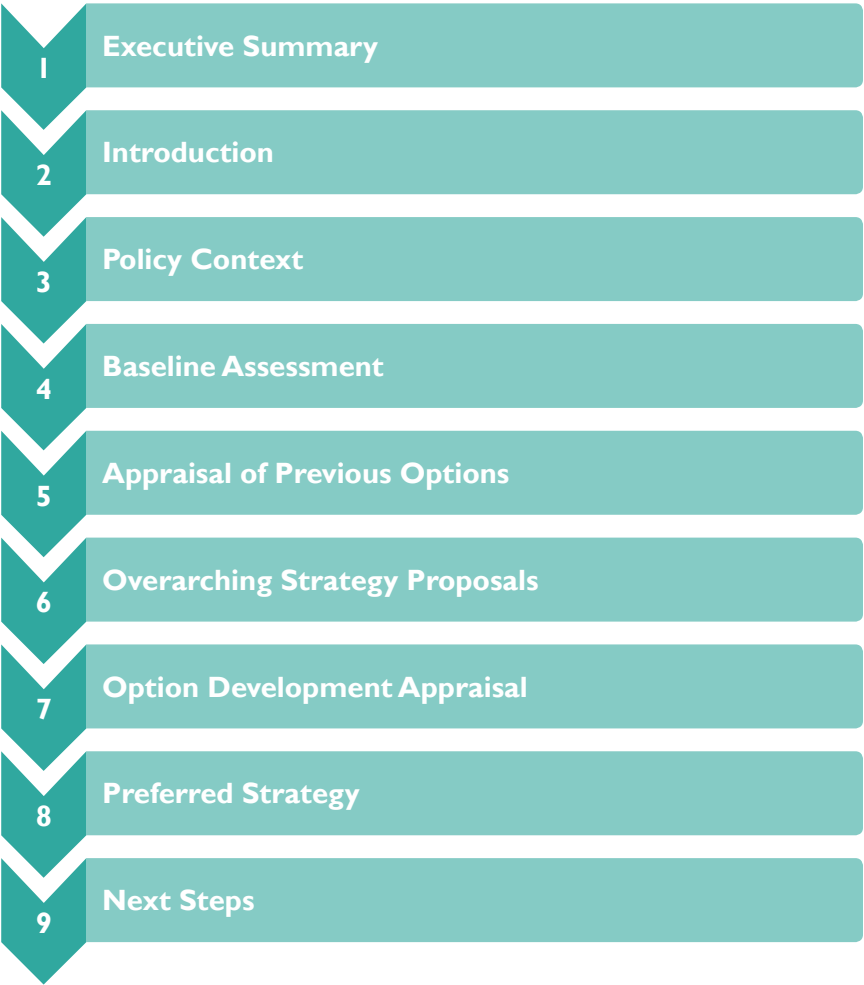 1 Executive Summary
2 Introduction
3 Policy Context
4 Baseline Assessment
5 Appraisal of Previous Options
6 Overarching Strategy Proposals
7 Option Development Appraisal
8 Preferred Strategy
9 Next Steps